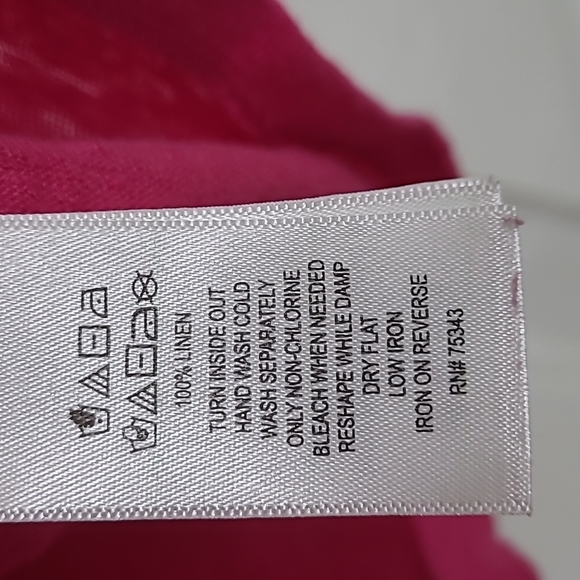 100% LINEN
TURN INSIDE OUT
HAND WASH COLD
WASH SEPARATELY
ONLY NON-CHLORINE
BLEACH WHEN NEEDED
RESHAPE WHILE DAMP
DRY FLAT
LOW IRON
IRON ON REVERSE
RN# 75343